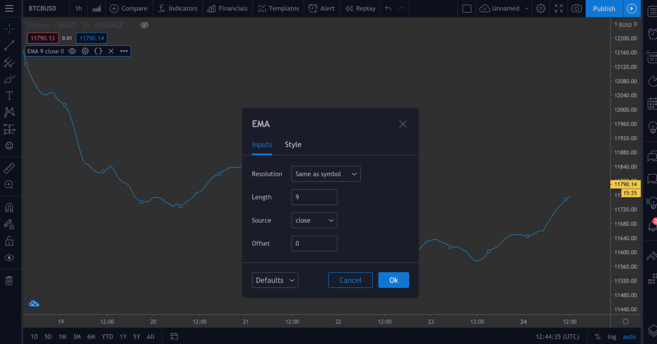 BTCBUSD 1h Compare Indicators Financials Templates Alert Replay Unnamed Publish
Bitcoin / BUSD · 1h · BINANCE
11790.13 0.01 11790.14
EMA 9 close 0
BUSD
12200.00
12160.00
12120.00
12080.00
12040.00
12000.00
11960.00
11920.00
11880.00
11840.00
11790.14
15:25
11720.00
11680.00
11640.00
11600.00
11560.00
11520.00
11480.00
11440.00
EMA
Inputs Style
Resolution Same as symbol
Length 9
Source close
Offset 0
Defaults Cancel Ok
19 12:00 20 12:00 21 12:00 22 12:00 23 12:00 24 12:00
1D 5D 1M 3M 6M YTD 1Y 5Y All 12:44:35 (UTC) % log auto